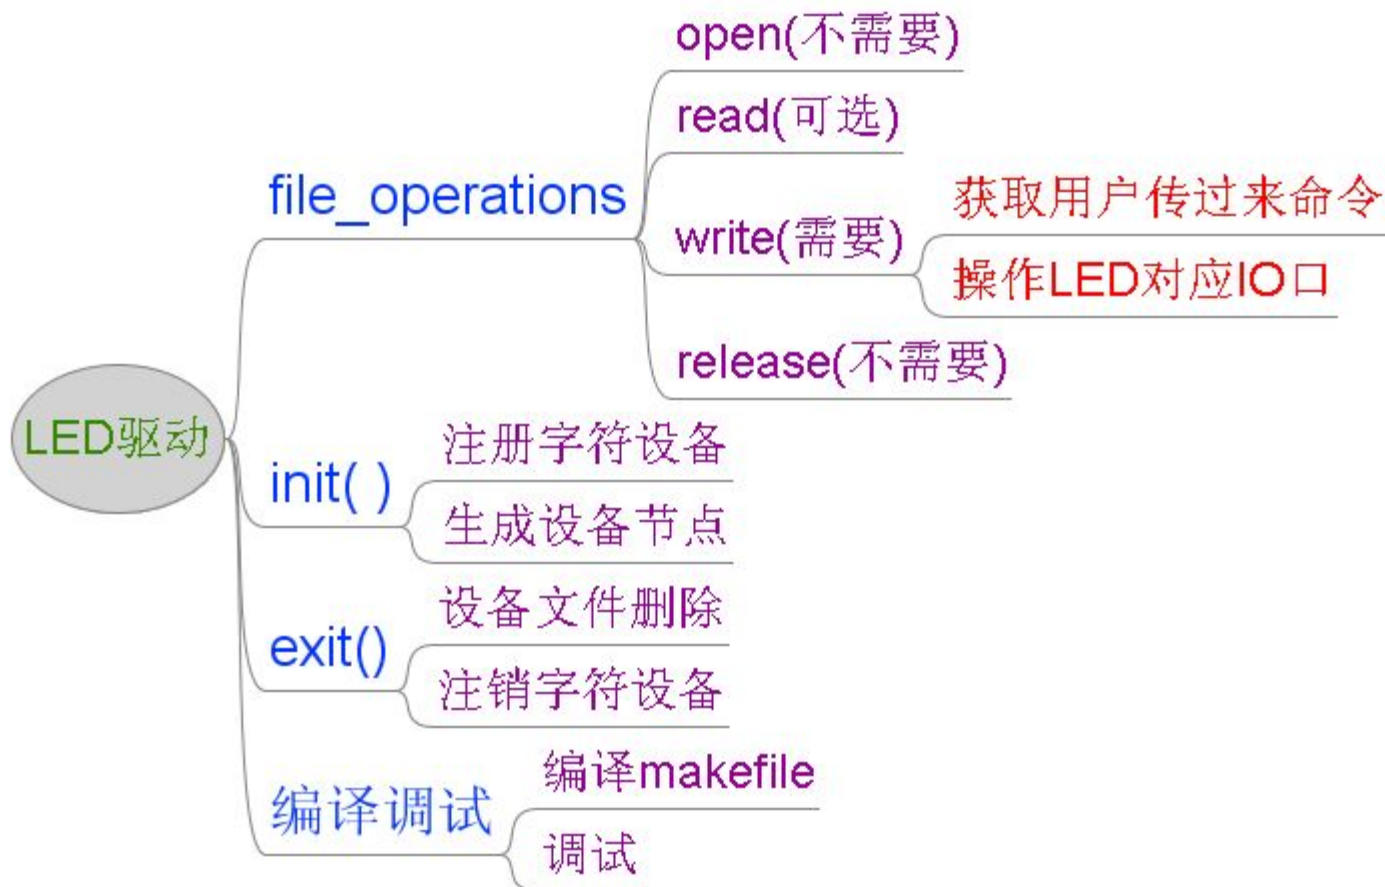 LED驱动
file_operations
open(不需要)
read(可选)
write(需要)
获取用户传过来命令
操作LED对应IO口
release(不需要)
init( )
注册字符设备
生成设备节点
exit()
设备文件删除
注销字符设备
编译调试
编译makefile
调试